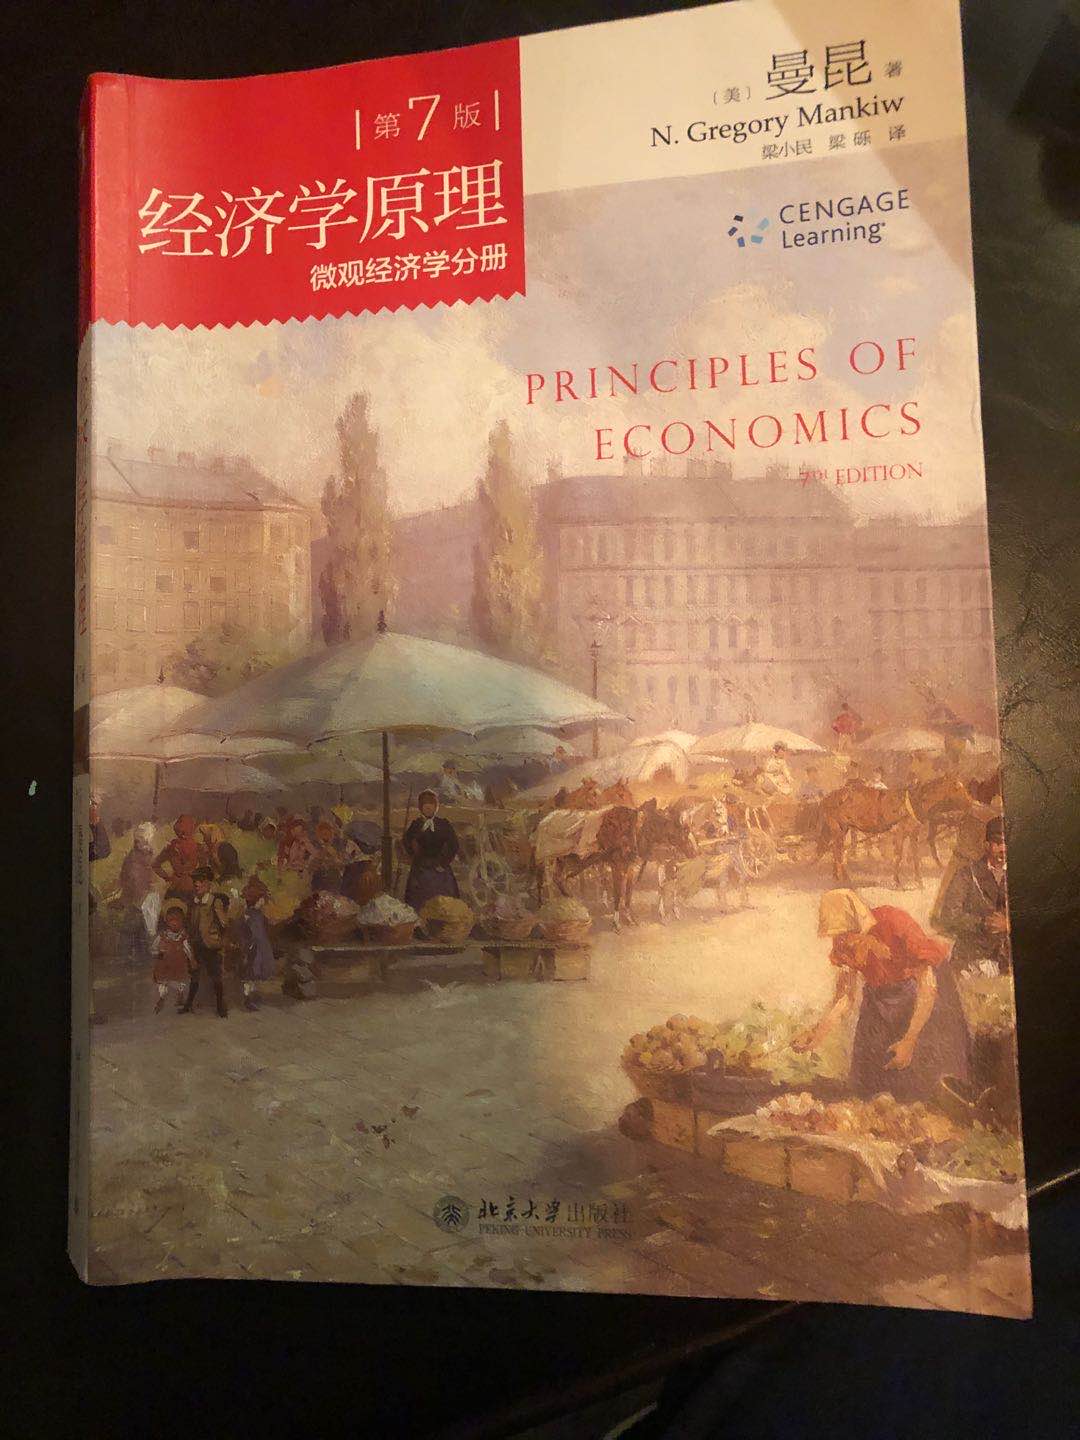 第7版
经济学原理
微观经济学分册
〔美〕曼昆 著
N. Gregory Mankiw
梁小民 梁砾 译
CENGAGE
Learning
PRINCIPLES OF
ECONOMICS
7TH EDITION
北京大学出版社
PEKING UNIVERSITY PRESS